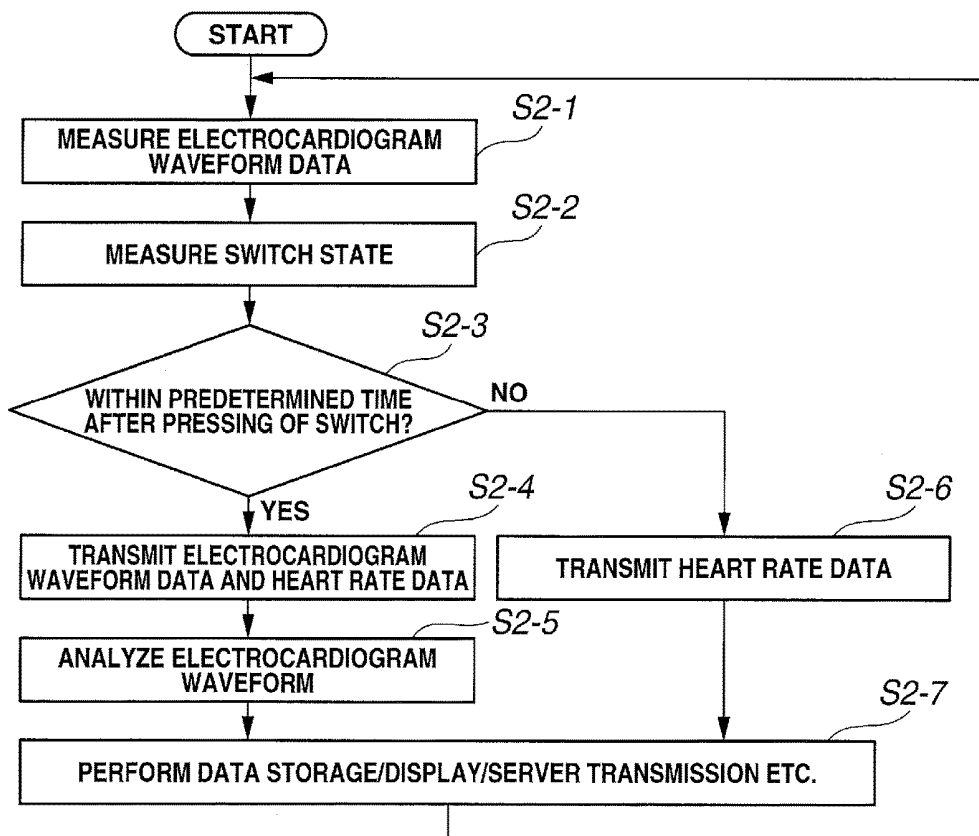 START
S2-1
MEASURE ELECTROCARDIOGRAM
WAVEFORM DATA
S2-2
MEASURE SWITCH STATE
S2-3
WITHIN PREDETERMINED TIME
AFTER PRESSING OF SWITCH?
NO
YES
S2-4
TRANSMIT ELECTROCARDIOGRAM
WAVEFORM DATA AND HEART RATE DATA
S2-6
TRANSMIT HEART RATE DATA
S2-5
ANALYZE ELECTROCARDIOGRAM
WAVEFORM
S2-7
PERFORM DATA STORAGE/DISPLAY/SERVER TRANSMISSION ETC.